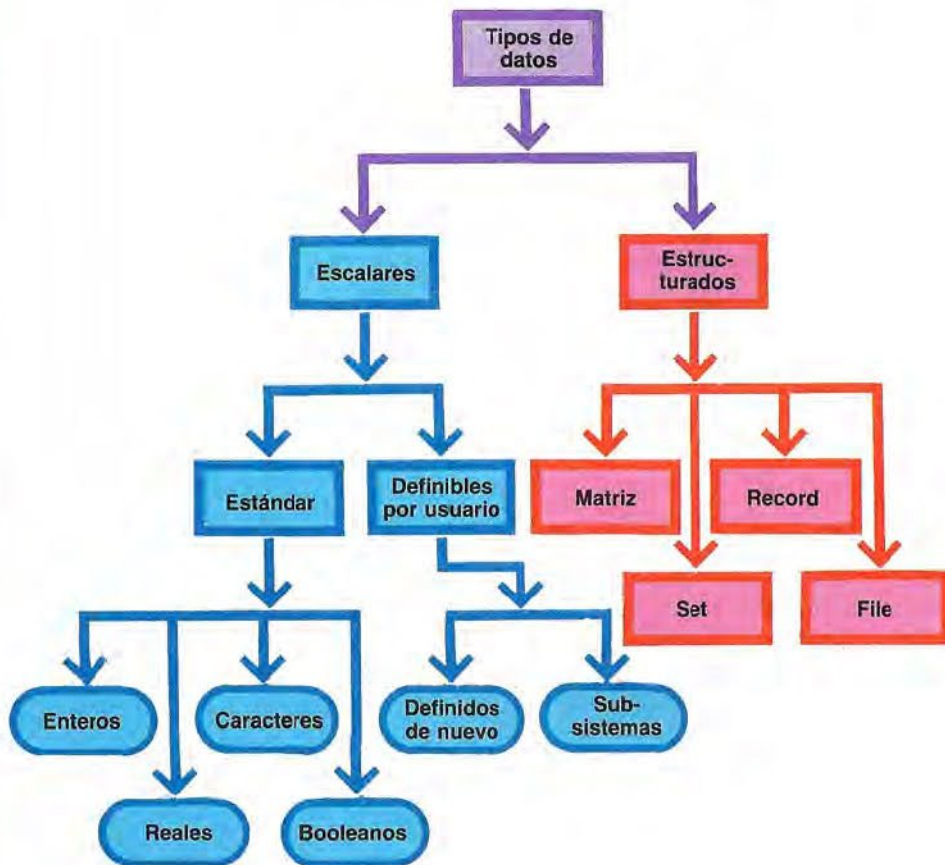 Tipos de
datos
Escalares
Estruc-
turados
Estándar
Definibles
por usuario
Matriz
Record
Set
File
Enteros
Caracteres
Definidos
de nuevo
Sub-
sistemas
Reales
Booleanos